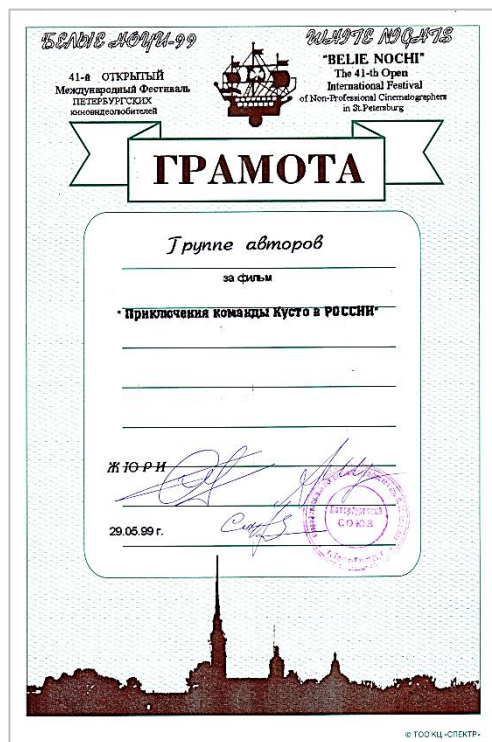 БЕЛЫЕ НОЧИ-99
41-й ОТКРЫТЫЙ
Международный Фестиваль
ПЕТЕРБУРГСКИХ
киновидеолюбителей
WHITE NIGHTS
"BELIE NOCHI"
The 41-th Open
International Festival
of Non-Professional Cinematographers
in St.Petersburg
ГРАМОТА
Группе авторов
за фильм
"Приключения команды Кусто в РОССИИ"
ЖЮРИ
29.05.99 г.
Петербургский
СОЮЗ
© ТОО КЦ «СПЕКТР»